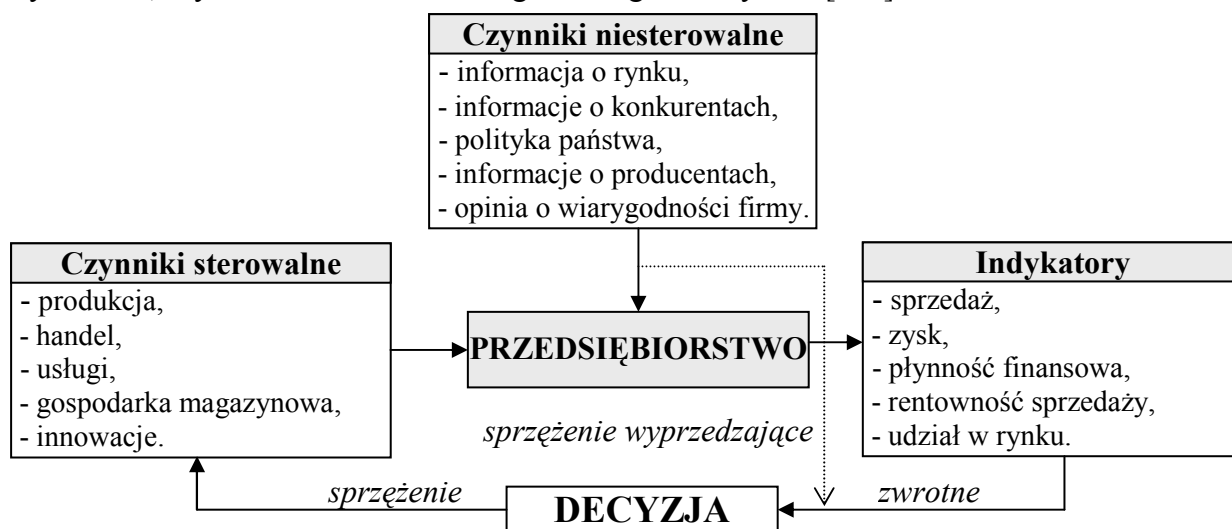 Czynniki niesterowalne
- informacja o rynku,
- informacje o konkurentach,
- polityka państwa,
- informacje o producentach,
- opinia o wiarygodności firmy.
Czynniki sterowalne
- produkcja,
- handel,
- usługi,
- gospodarka magazynowa,
- innowacje.
PRZEDSIĘBIORSTWO
Indykatory
- sprzedaż,
- zysk,
- płynność finansowa,
- rentowność sprzedaży,
- udział w rynku.
sprzężenie wyprzedzające
sprzężenie
DECYZJA
zwrotne